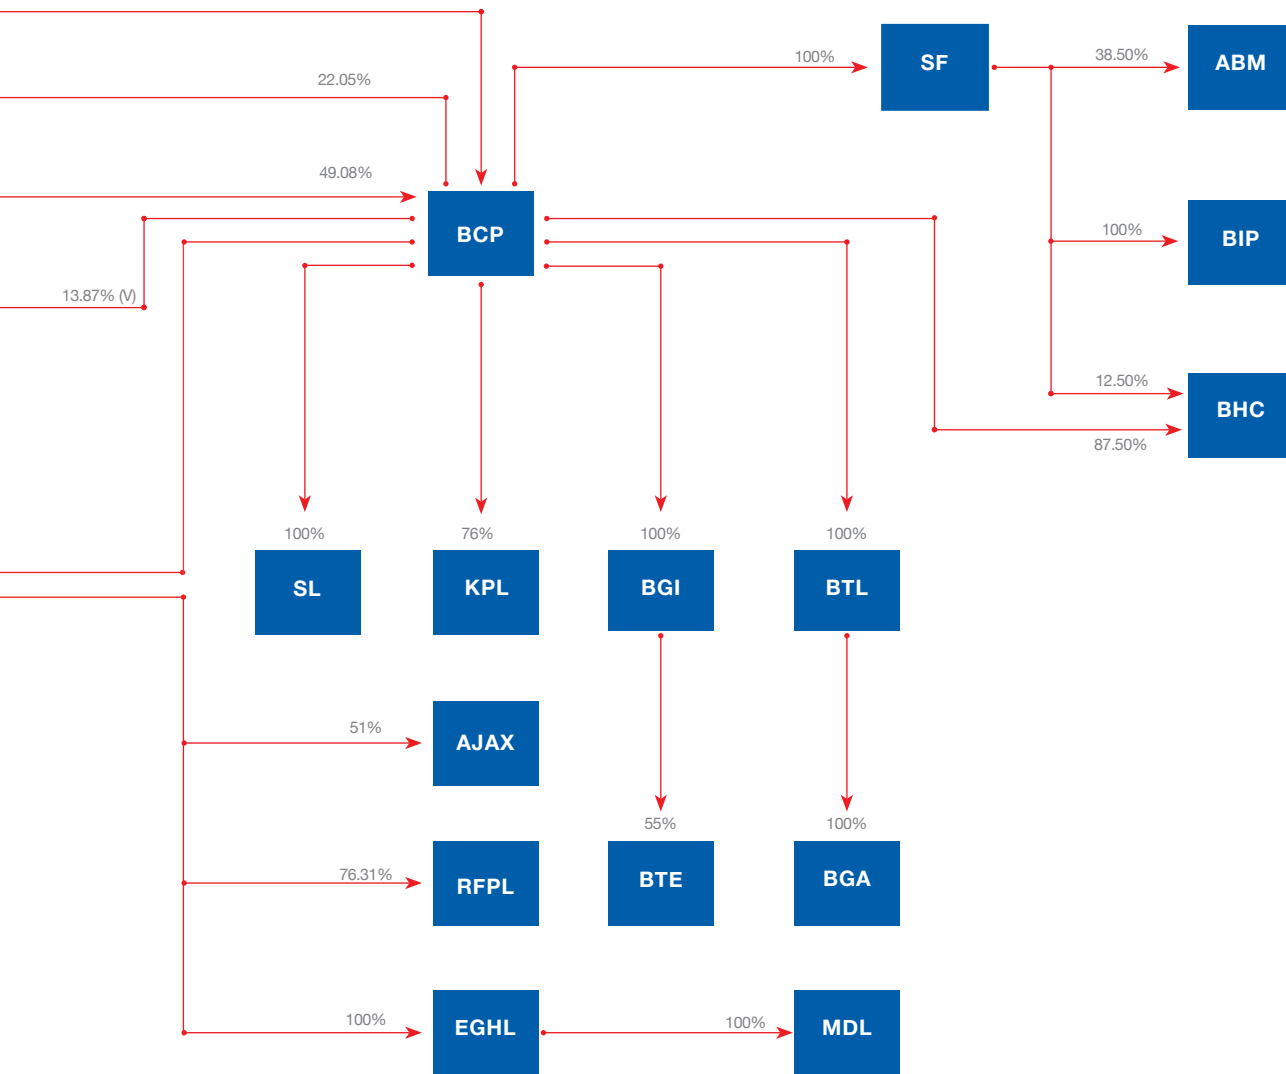 100%
SF
38.50%
ABM
22.05%
49.08%
BCP
100%
BIP
13.87% (V)
12.50%
BHC
87.50%
100%
76%
100%
100%
SL
KPL
BGI
BTL
51%
AJAX
55%
100%
76.31%
RFPL
BTE
BGA
100%
EGHL
100%
MDL